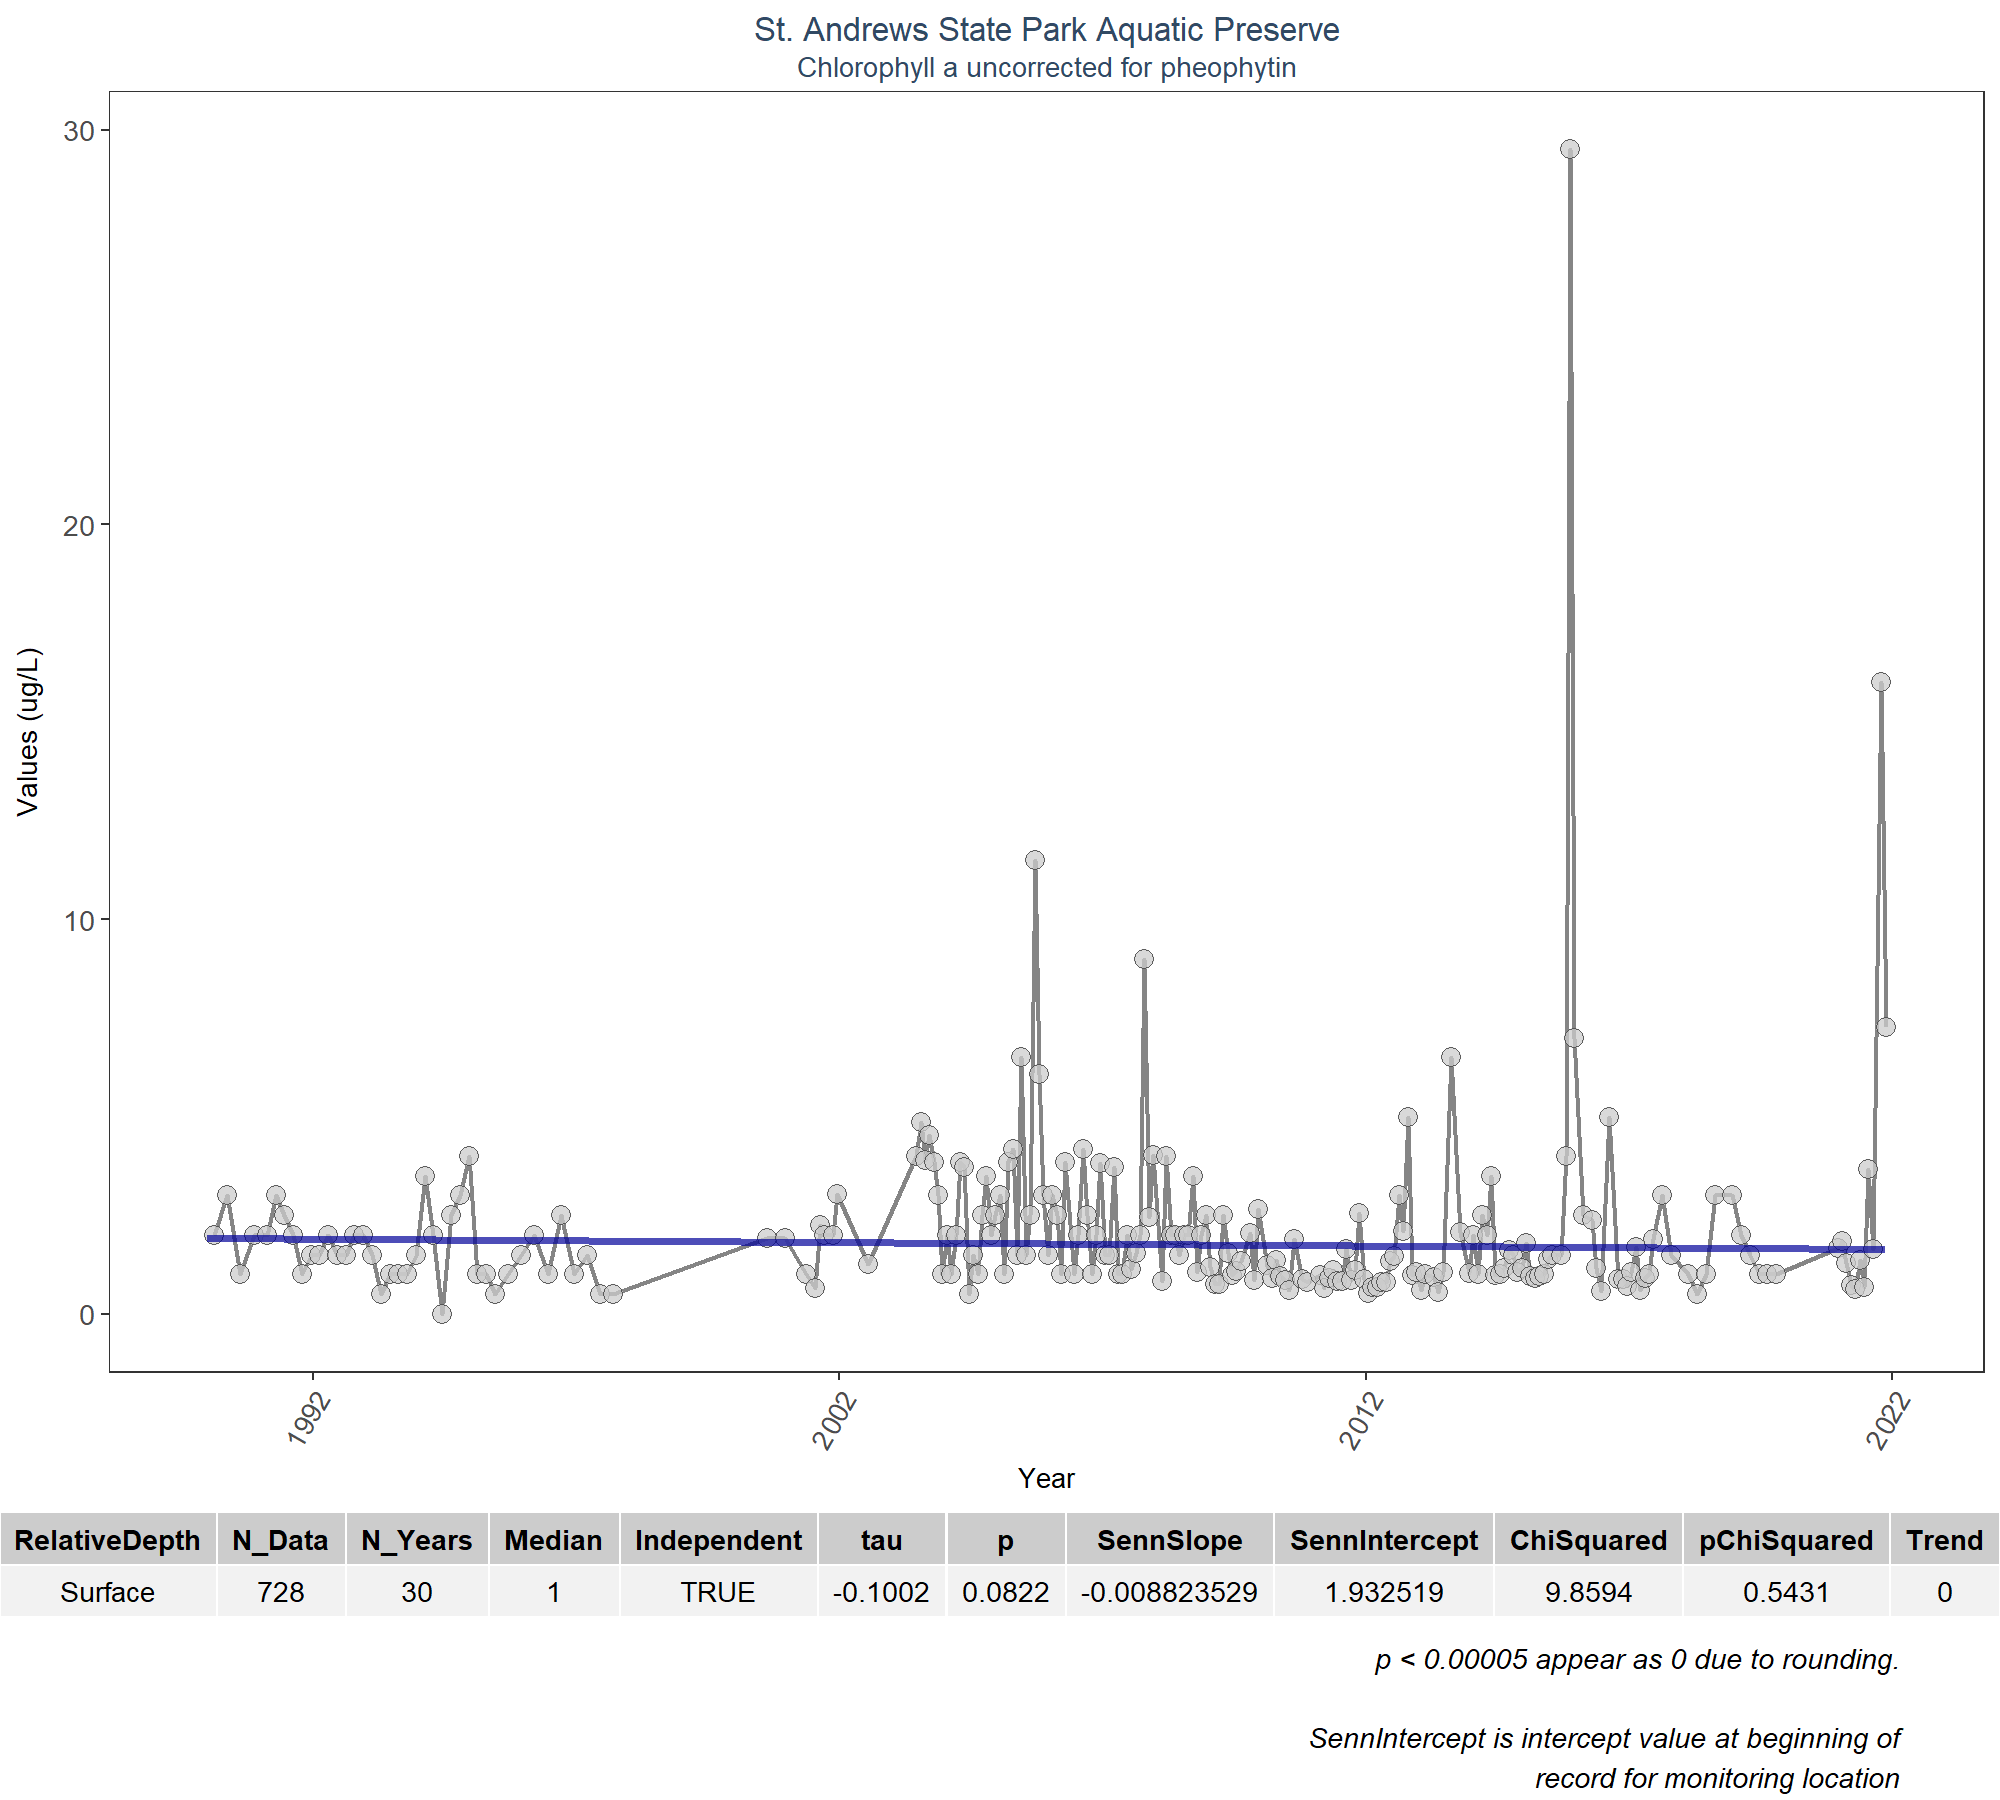 St. Andrews State Park Aquatic Preserve
Chlorophyll a uncorrected for pheophytin
30
20
10
0
Values (ug/L)
1992
2002
2012
2022
Year
RelativeDepth N_Data N_Years Median Independent tau p SennSlope SennIntercept ChiSquared pChiSquared Trend
Surface 728 30 1 TRUE -0.1002 0.0822 -0.008823529 1.932519 9.8594 0.5431 0
p < 0.00005 appear as 0 due to rounding.
SennIntercept is intercept value at beginning of
record for monitoring location